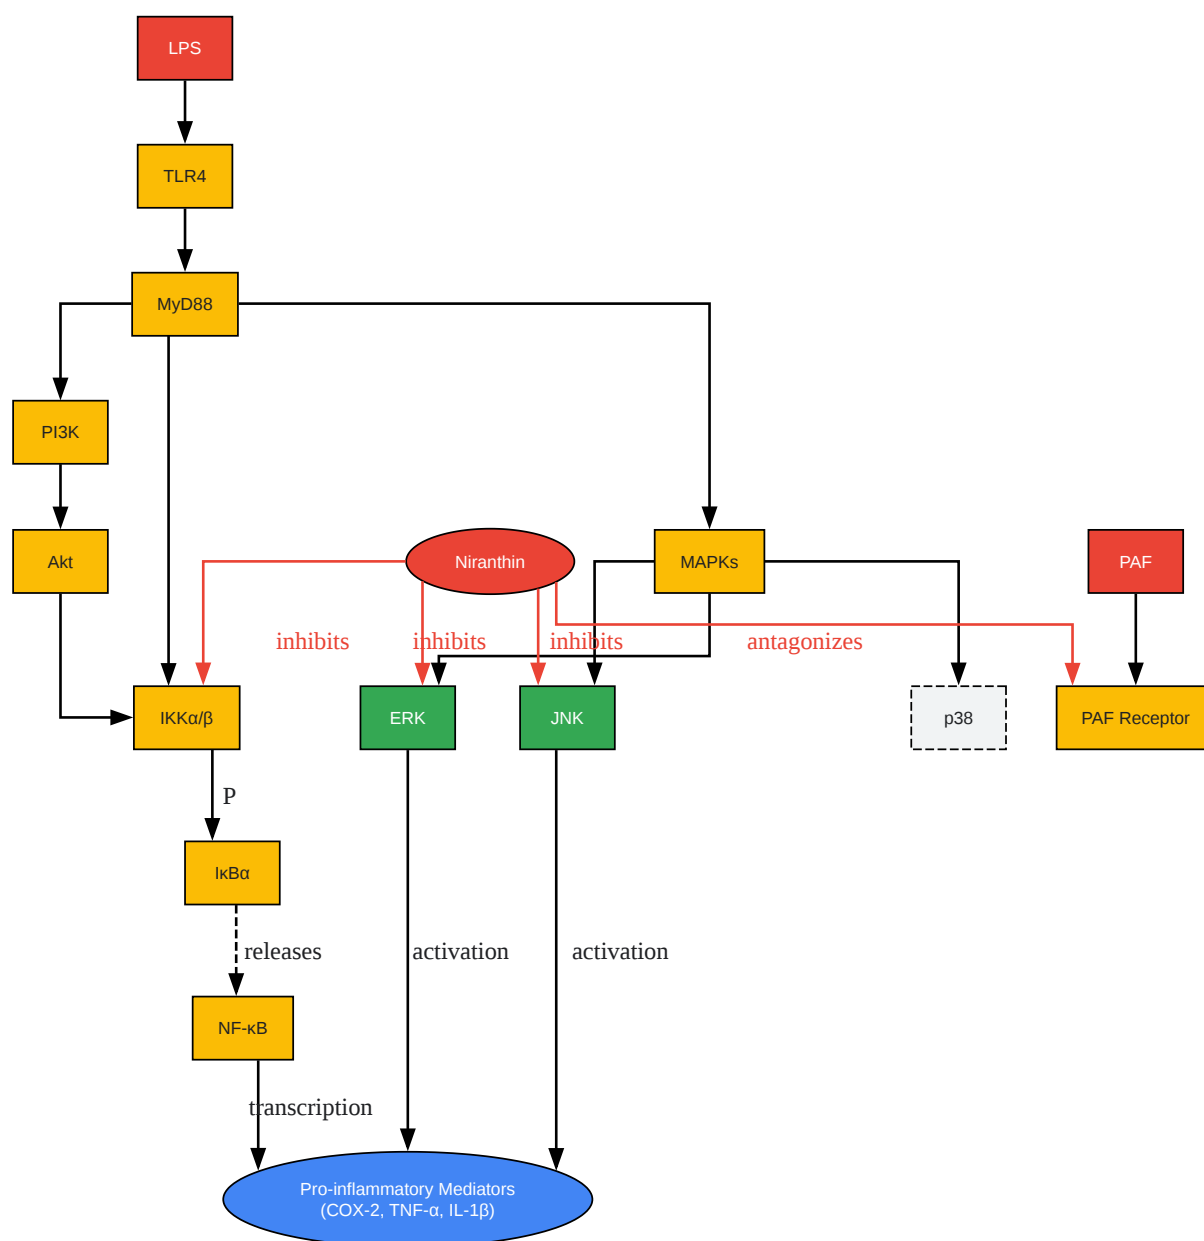 LPS
TLR4
MyD88
PI3K
Akt
Niranthin
MAPKs
PAF
inhibits
inhibits
inhibits
antagonizes
IKKα/β
ERK
JNK
p38
PAF Receptor
P
IκBα
releases
activation
activation
NF-κB
transcription
Pro-inflammatory Mediators
(COX-2, TNF-α, IL-1β)